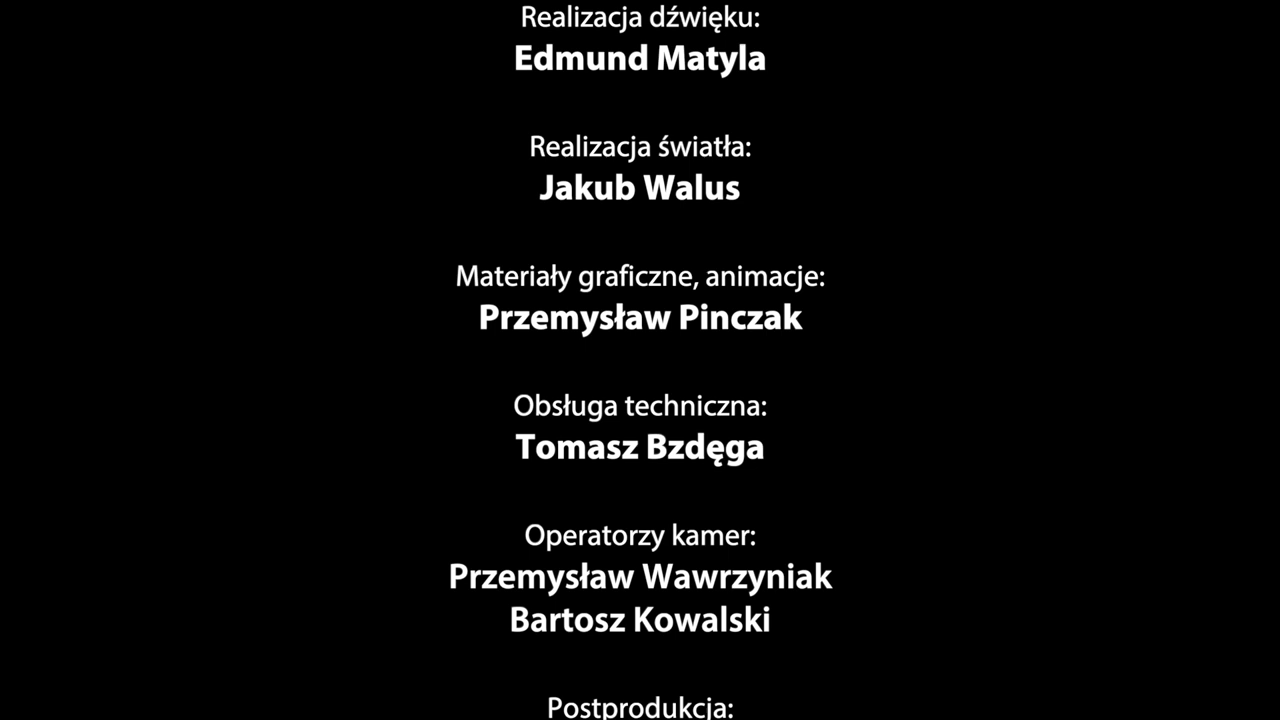 Realizacja dźwięku:
Edmund Matyla
Realizacja światła:
Jakub Walus
Materiały graficzne, animacje:
Przemysław Pinczak
Obsługa techniczna:
Tomasz Bzdęga
Operatorzy kamer:
Przemysław Wawrzyniak
Bartosz Kowalski
Postprodukcja: